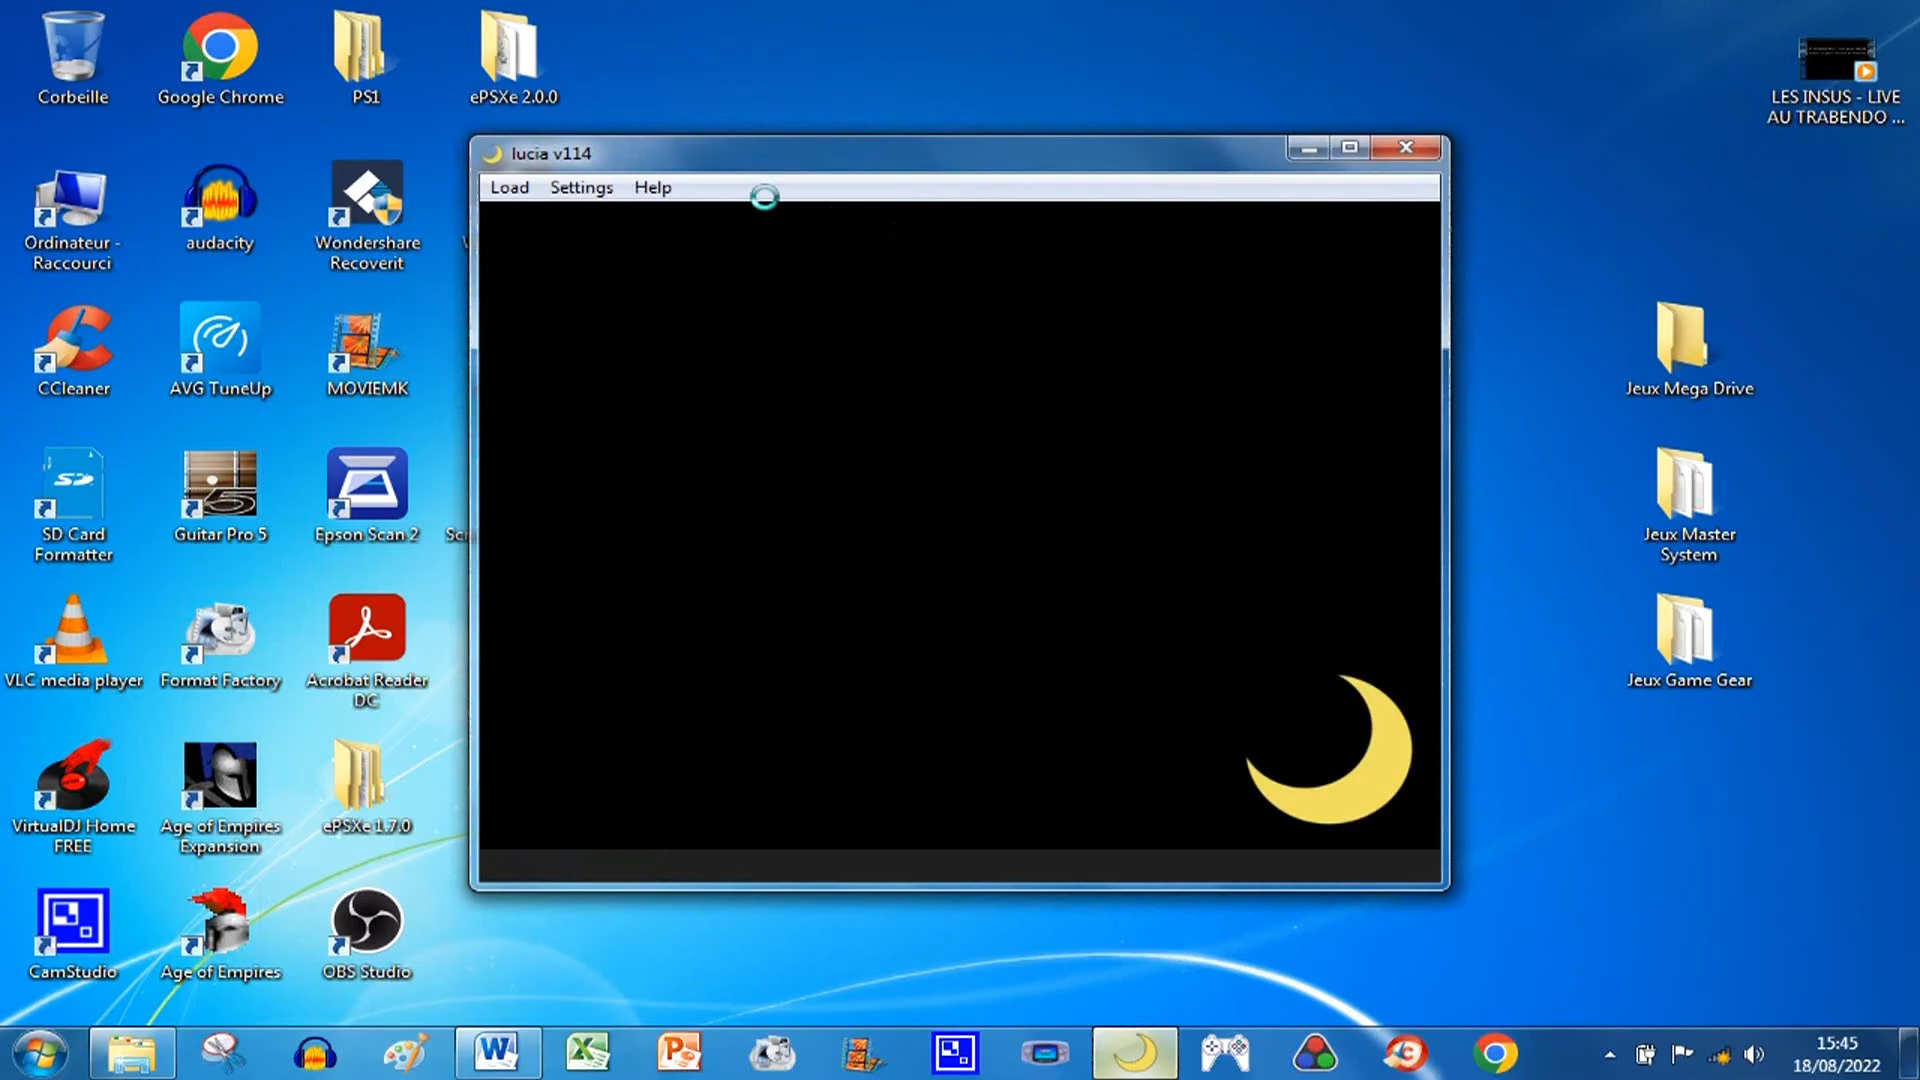 Corbeille
Google Chrome
PS1
ePSXe 2.0.0
LES INSUS - LIVE
AU TRABENDO ...
lucia v114
Load Settings Help
Ordinateur -
Raccourci
audacity
Wondershare
Recoverit
CCleaner
AVG TuneUp
MOVIEMK
Jeux Mega Drive
SD
SD Card
Formatter
5
Guitar Pro 5
Epson Scan 2
Jeux Master
System
VLC media player
Format Factory
Acrobat Reader
DC
Jeux Game Gear
VirtualDJ Home
FREE
Age of Empires
Expansion
ePSXe 1.7.0
CamStudio
Age of Empires
OBS Studio
15:45
18/08/2022